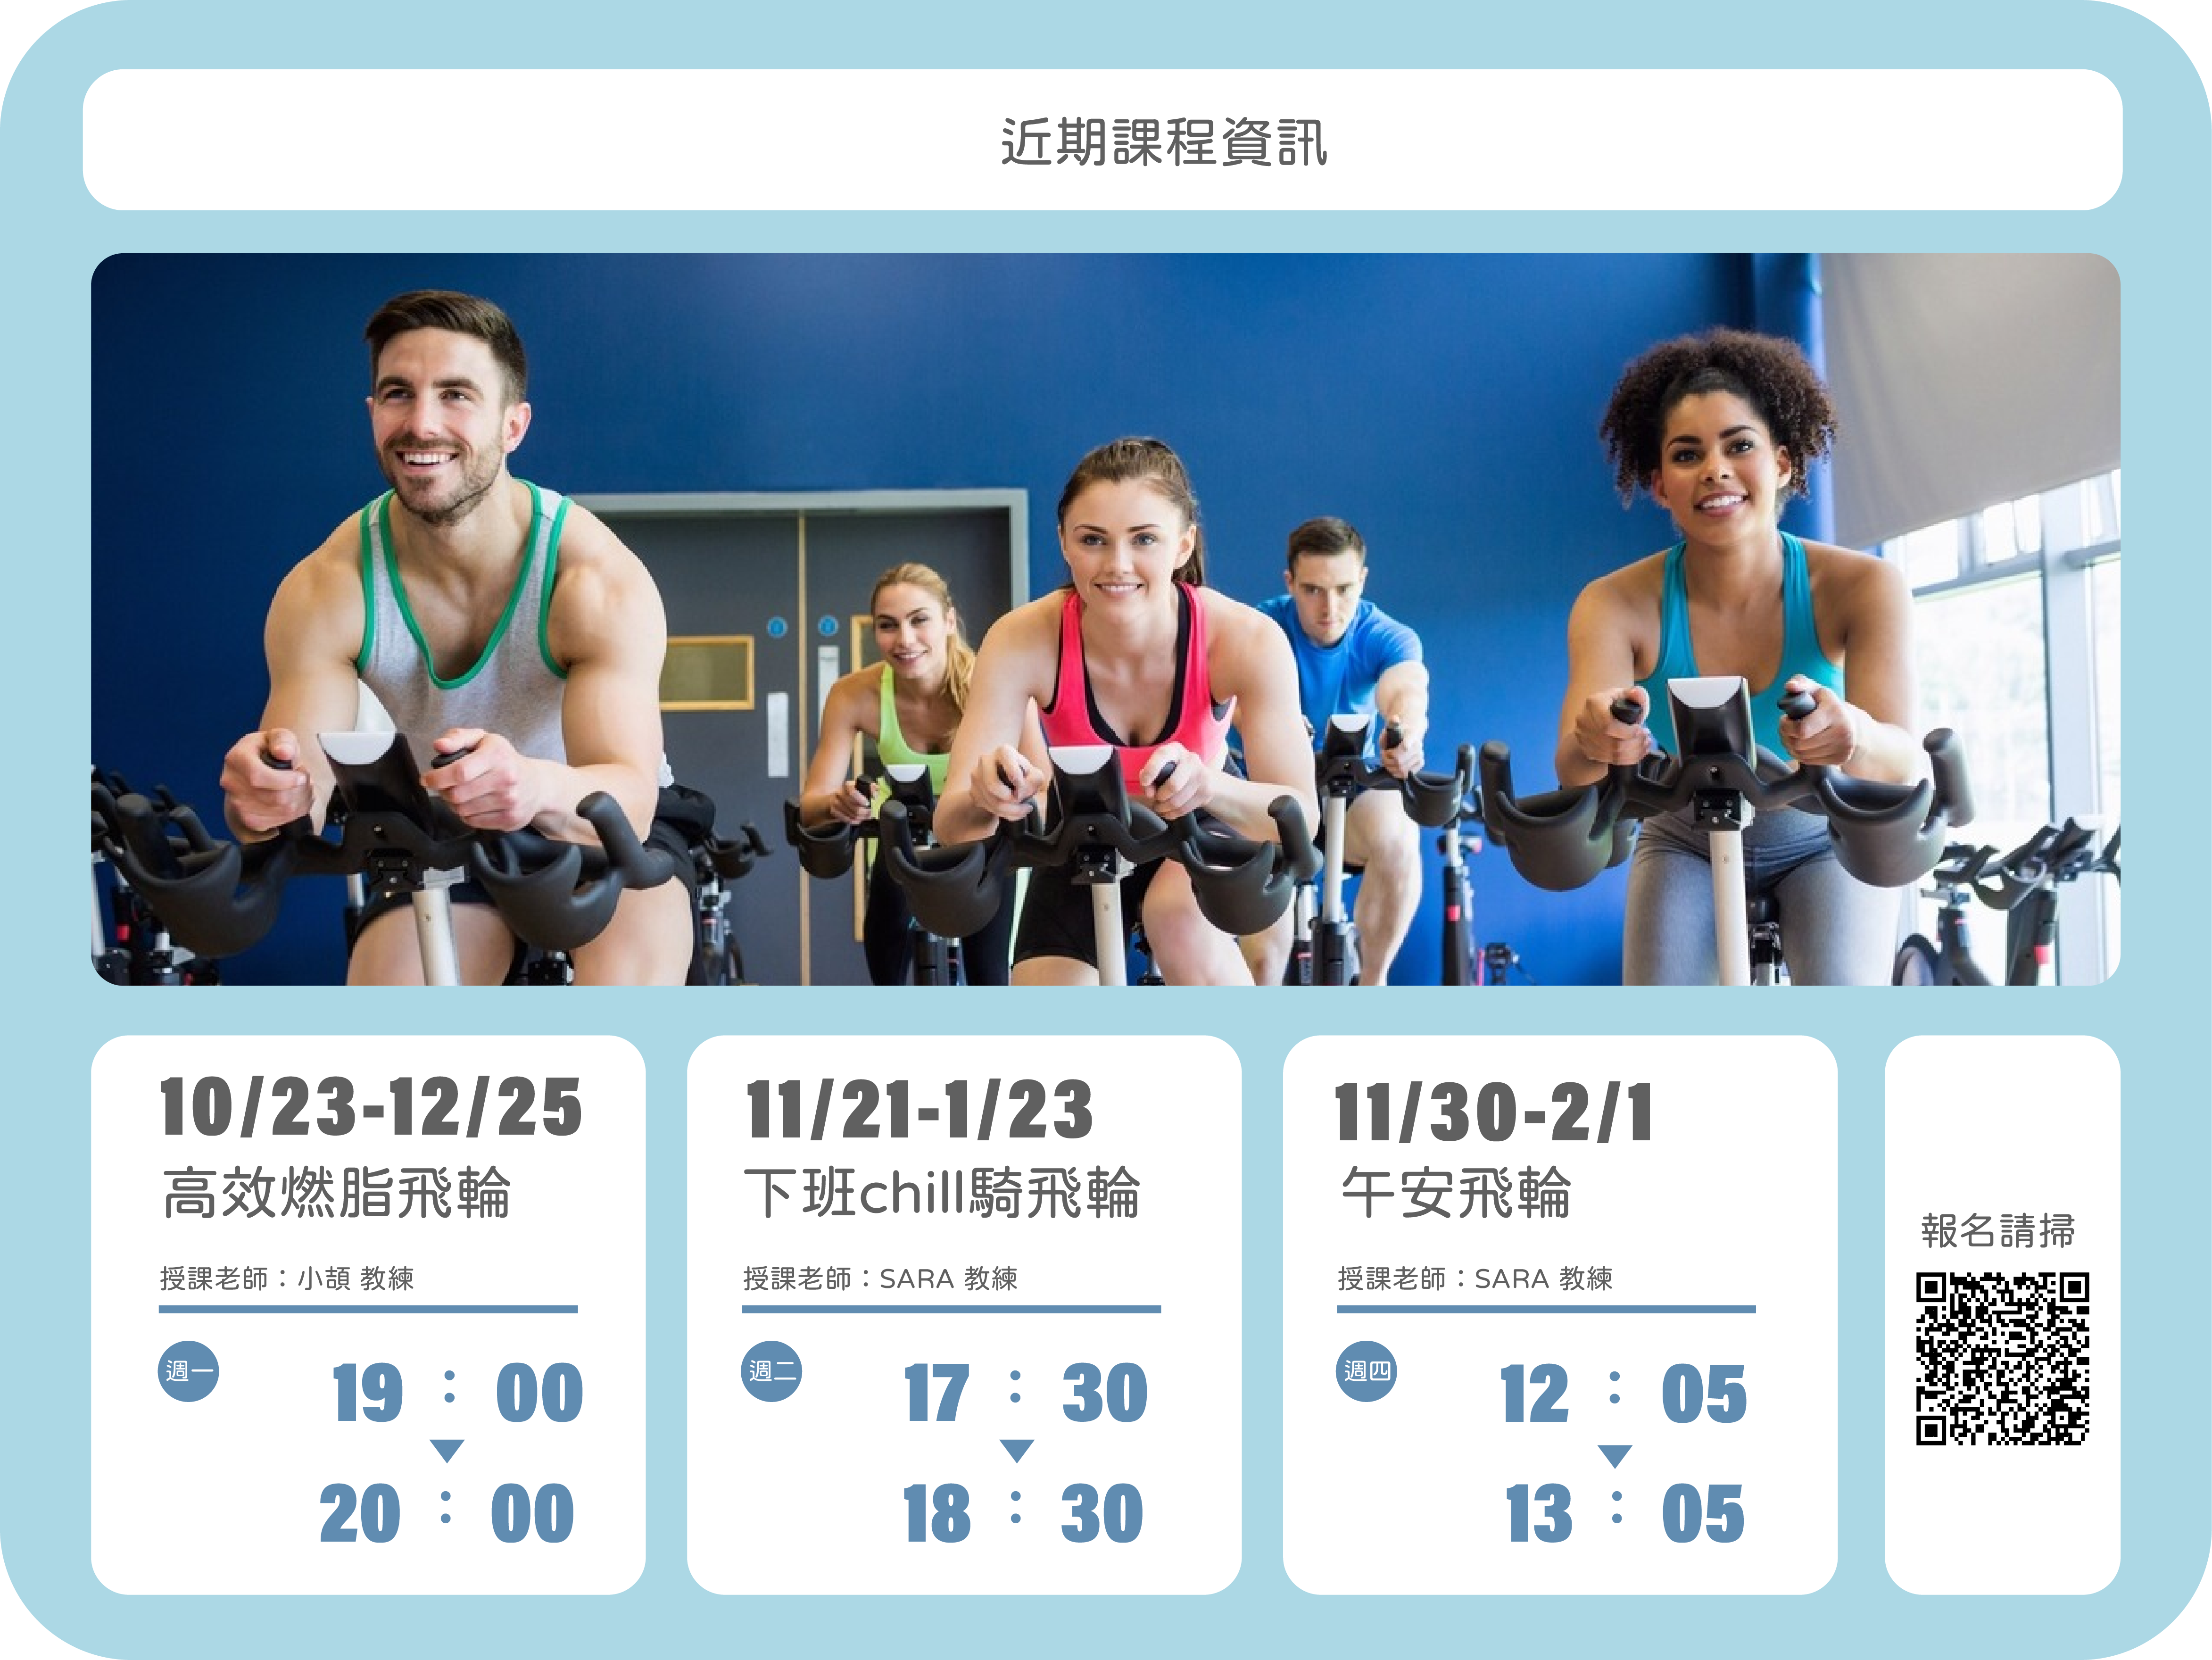 近期課程資訊
10/23-12/25
高效燃脂飛輪
授課老師：小頡 教練
週一
19 : 00
20 : 00
11/21-1/23
下班chill騎飛輪
授課老師：SARA 教練
週二
17 : 30
18 : 30
11/30-2/1
午安飛輪
授課老師：SARA 教練
週四
12 : 05
13 : 05
報名請掃